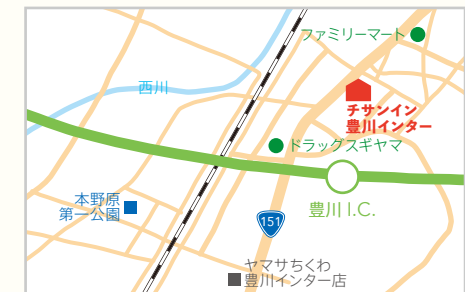 ファミリーマート
西川
チサンイン
豊川インター
ドラッグスギヤマ
本野原
第一公園
豊川 I.C.
151
ヤマサちくわ
豊川インター店